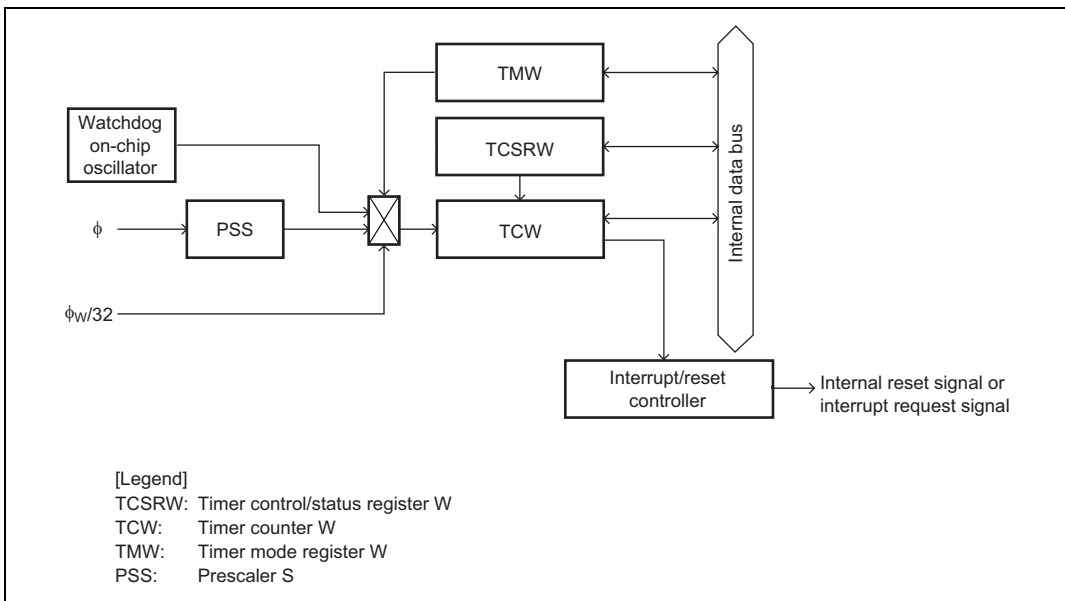 TMW
Watchdog
on-chip
oscillator
TCSRW
Internal data bus
ϕ
PSS
TCW
ϕW/32
Interrupt/reset
controller
Internal reset signal or
interrupt request signal
[Legend]
TCSRW: Timer control/status register W
TCW: Timer counter W
TMW: Timer mode register W
PSS: Prescaler S